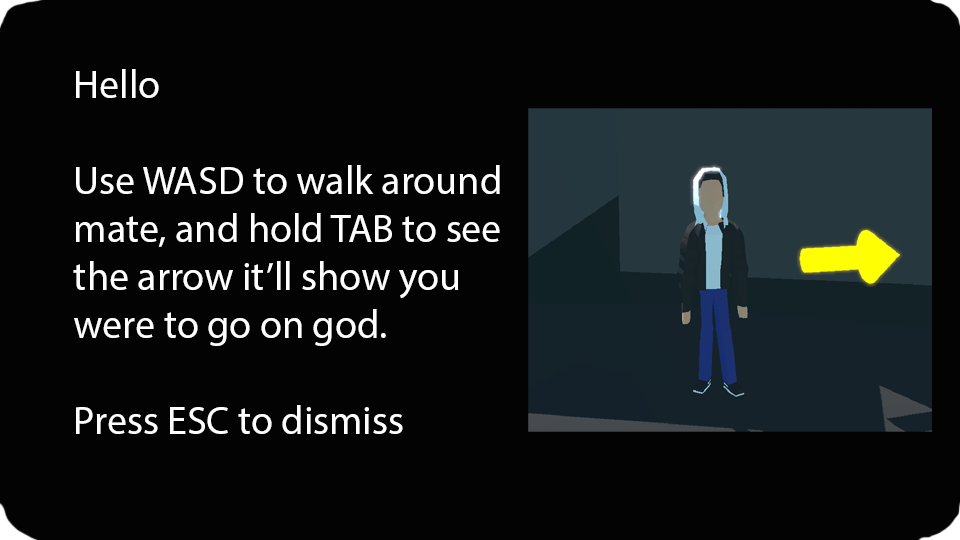 Hello
Use WASD to walk around
mate, and hold TAB to see
the arrow it’ll show you
were to go on god.
Press ESC to dismiss